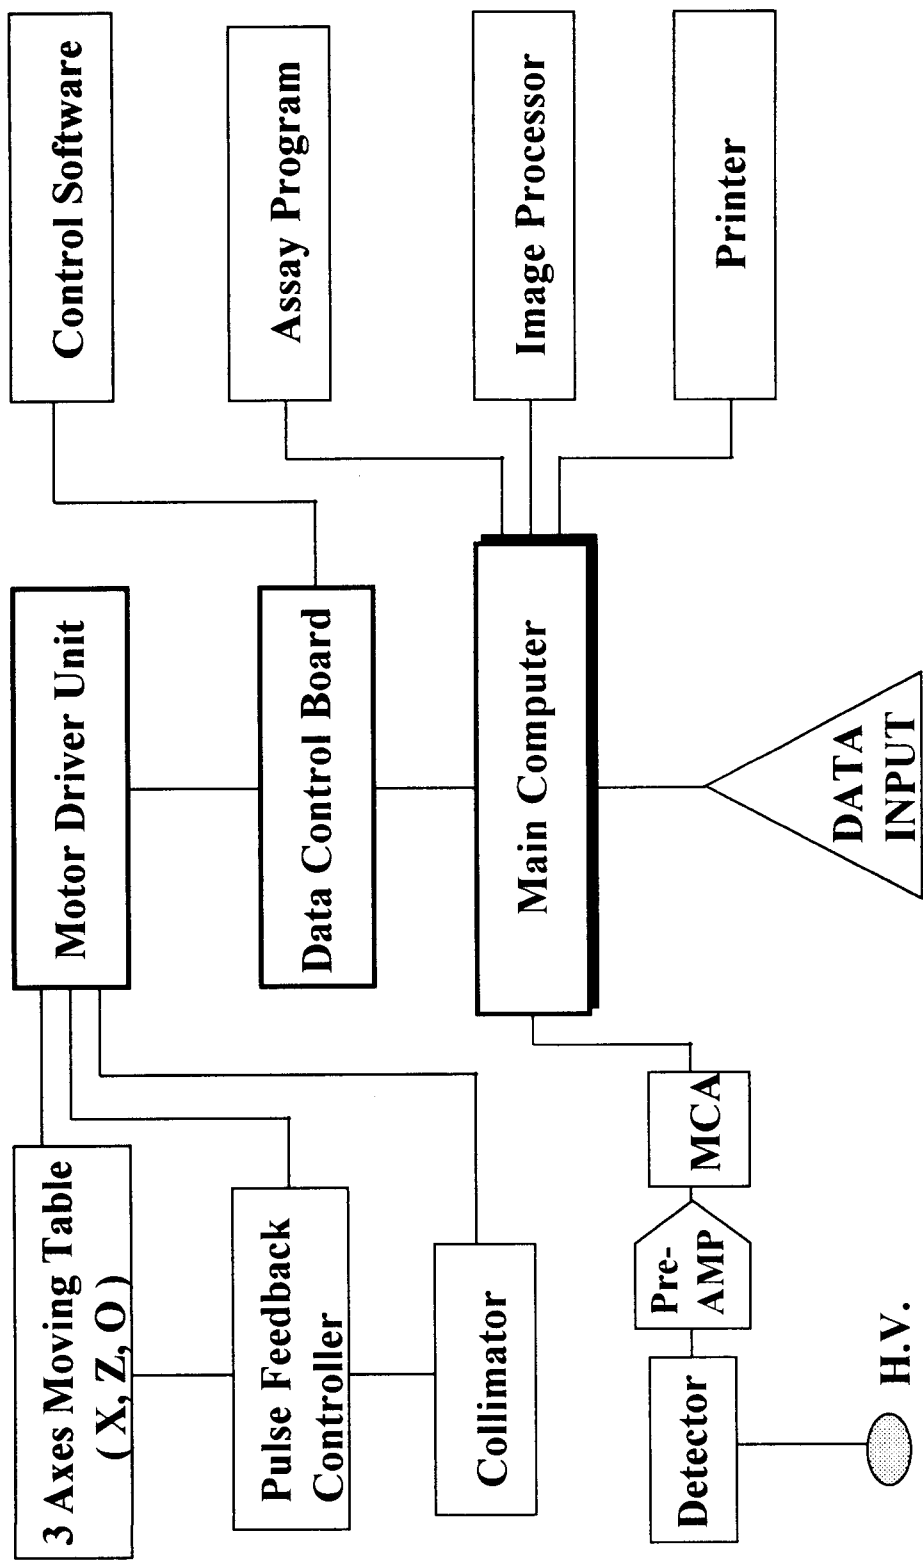 3 Axes Moving Table
( X, Z, O )
Motor Driver Unit
Control Software
Pulse Feedback
Controller
Data Control Board
Assay Program
Collimator
Main Computer
Image Processor
Detector
Pre-
AMP
MCA
Printer
H.V.
DATA
INPUT